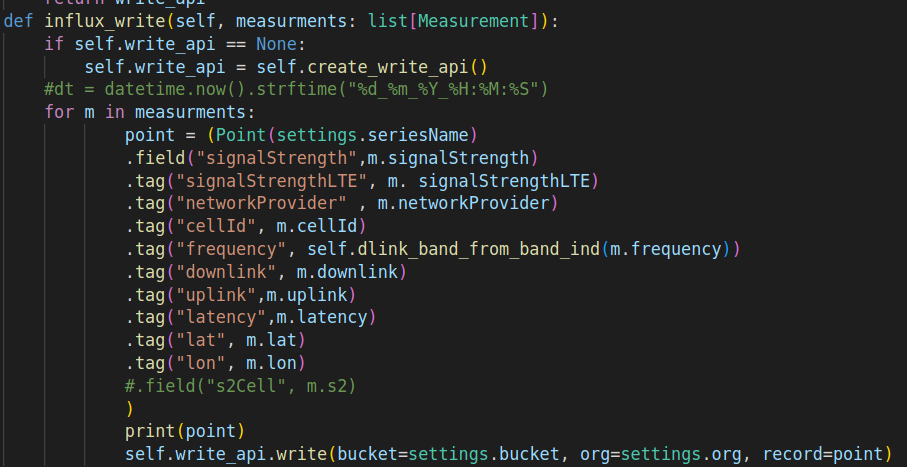 return write_api
def influx_write(self, measurments: list[Measurement]):
if self.write_api == None:
self.write_api = self.create_write_api()
#dt = datetime.now().strftime("%d_%m_%Y_%H:%M:%S")
for m in measurments:
point = (Point(settings.seriesName)
.field("signalStrength",m.signalStrength)
.tag("signalStrengthLTE", m. signalStrengthLTE)
.tag("networkProvider" , m.networkProvider)
.tag("cellId", m.cellId)
.tag("frequency", self.dlink_band_from_band_ind(m.frequency))
.tag("downlink", m.downlink)
.tag("uplink",m.uplink)
.tag("latency",m.latency)
.tag("lat", m.lat)
.tag("lon", m.lon)
#.field("s2Cell", m.s2)
)
print(point)
self.write_api.write(bucket=settings.bucket, org=settings.org, record=point)